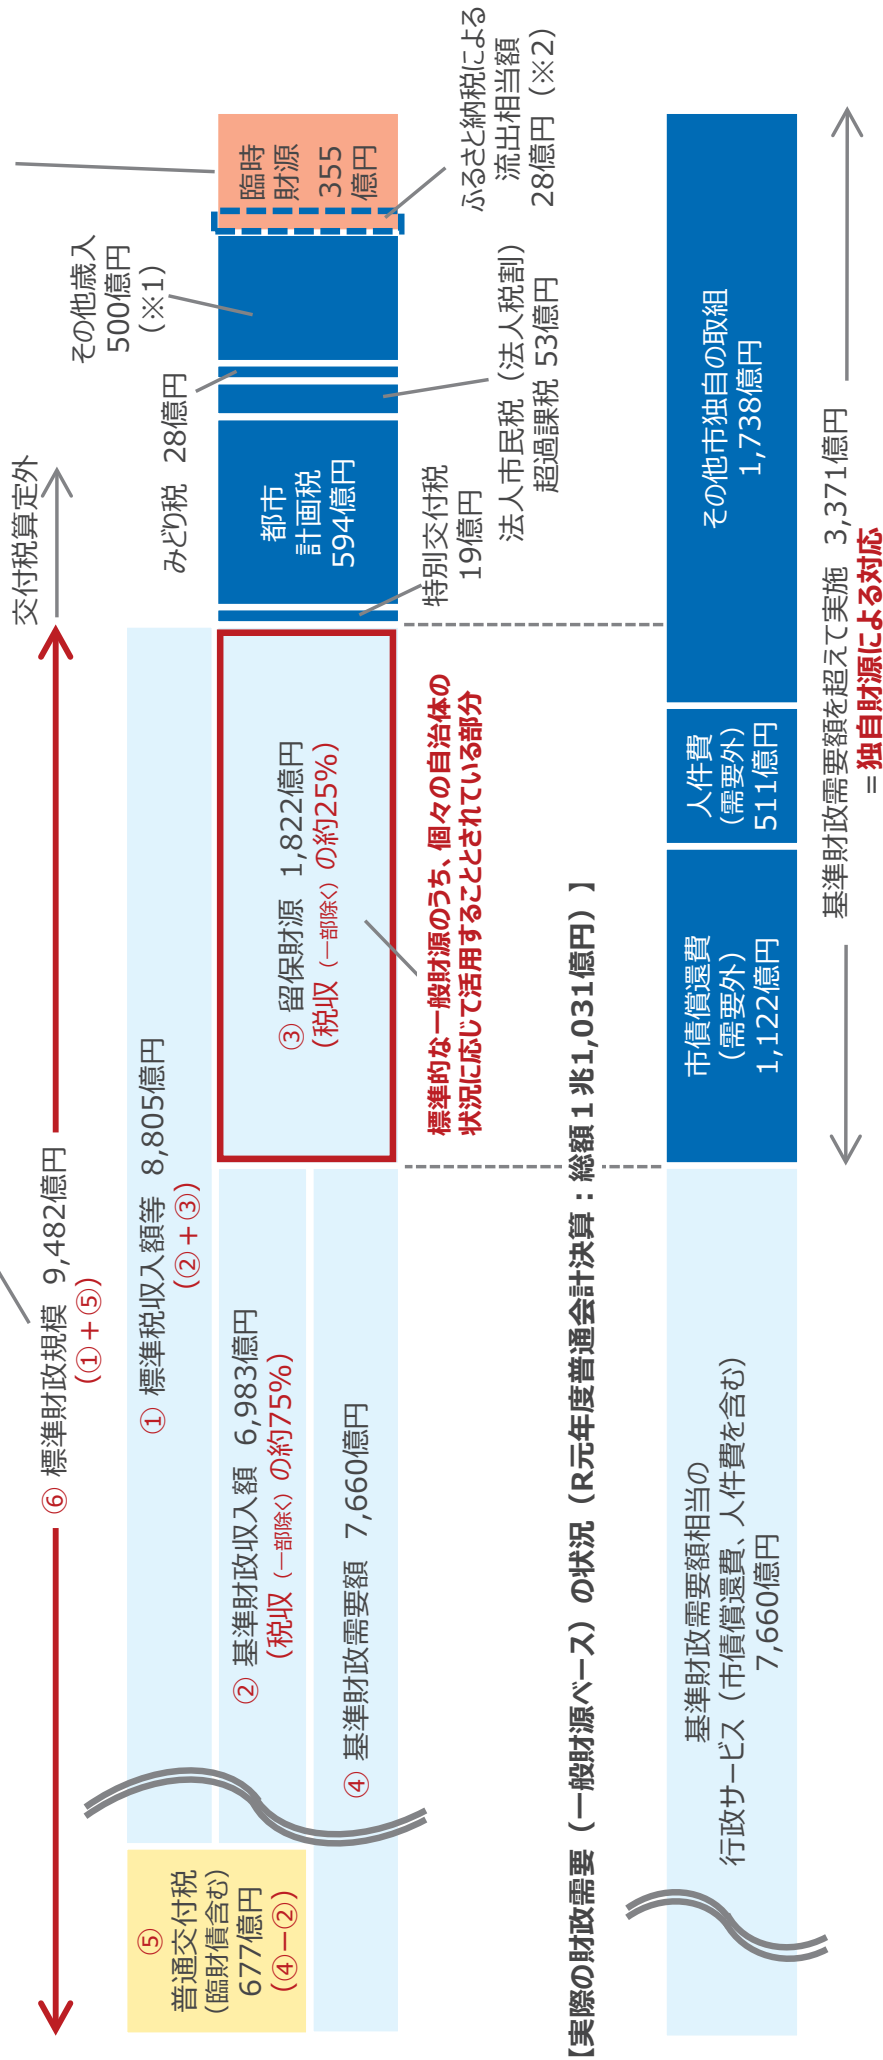 ⑥ 標準財政規模 9,482億円
(①+⑤)
交付税算定外
① 標準税収入額等 8,805億円
(②+③)
⑤
普通交付税
(臨財債含む)
677億円
(④－②)
② 基準財政収入額 6,983億円
(税収（一部除く）の約75%)
④ 基準財政需要額 7,660億円
③ 留保財源 1,822億円
(税収（一部除く）の約25%)
標準的な一般財源のうち、個々の自治体の
状況に応じて活用することとされている部分
特別交付税
19億円
都市
計画税
594億円
みどり税 28億円
法人市民税（法人税割）
超過課税 53億円
その他歳入
500億円
(※1)
臨時
財源
355
億円
ふるさと納税による
流出相当額
28億円（※2）
【実際の財政需要（一般財源ベース）の状況（R元年度普通会計決算：総額１兆1,031億円）】
基準財政需要額相当の
行政サービス（市債償還費、人件費を含む）
7,660億円
市債償還費
(需要外)
1,122億円
人件費
(需要外)
511億円
その他市独自の取組
1,738億円
基準財政需要額を超えて実施 3,371億円
＝独自財源による対応